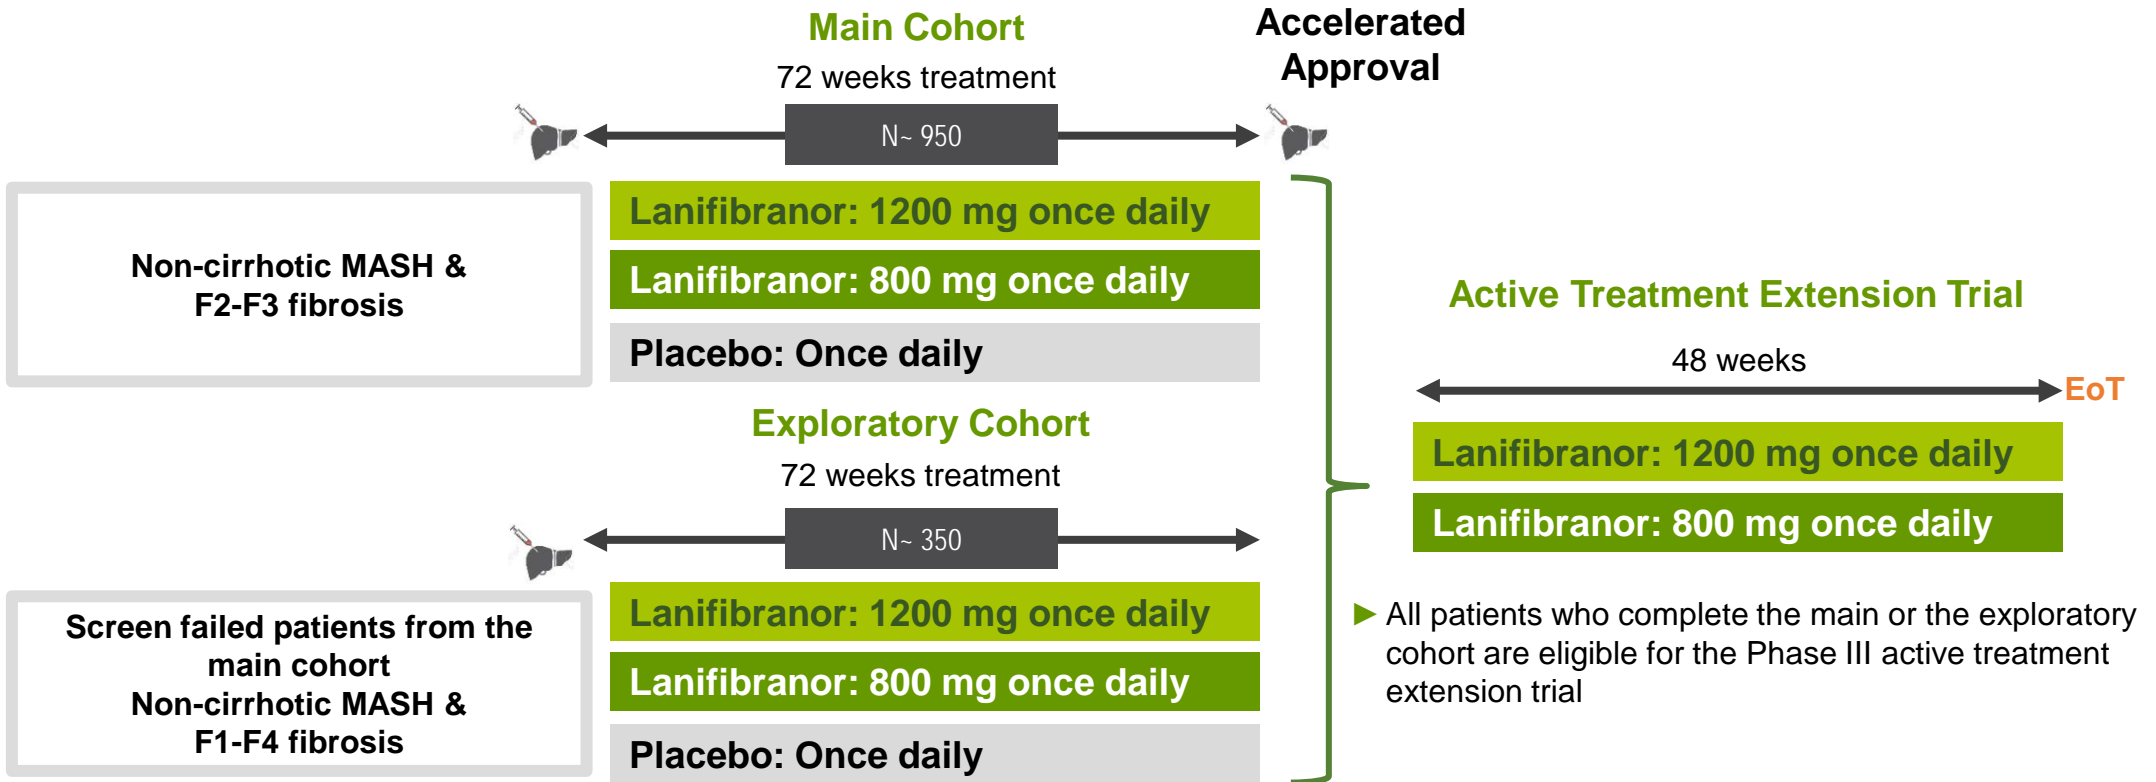 Main Cohort
72 weeks treatment
N~ 950
Accelerated
Approval
Non-cirrhotic MASH &
F2-F3 fibrosis
Lanifibranor: 1200 mg once daily
Lanifibranor: 800 mg once daily
Placebo: Once daily
Exploratory Cohort
72 weeks treatment
N~ 350
Screen failed patients from the
main cohort
Non-cirrhotic MASH &
F1-F4 fibrosis
Lanifibranor: 1200 mg once daily
Lanifibranor: 800 mg once daily
Placebo: Once daily
Active Treatment Extension Trial
48 weeks
EoT
Lanifibranor: 1200 mg once daily
Lanifibranor: 800 mg once daily
► All patients who complete the main or the exploratory
cohort are eligible for the Phase III active treatment
extension trial